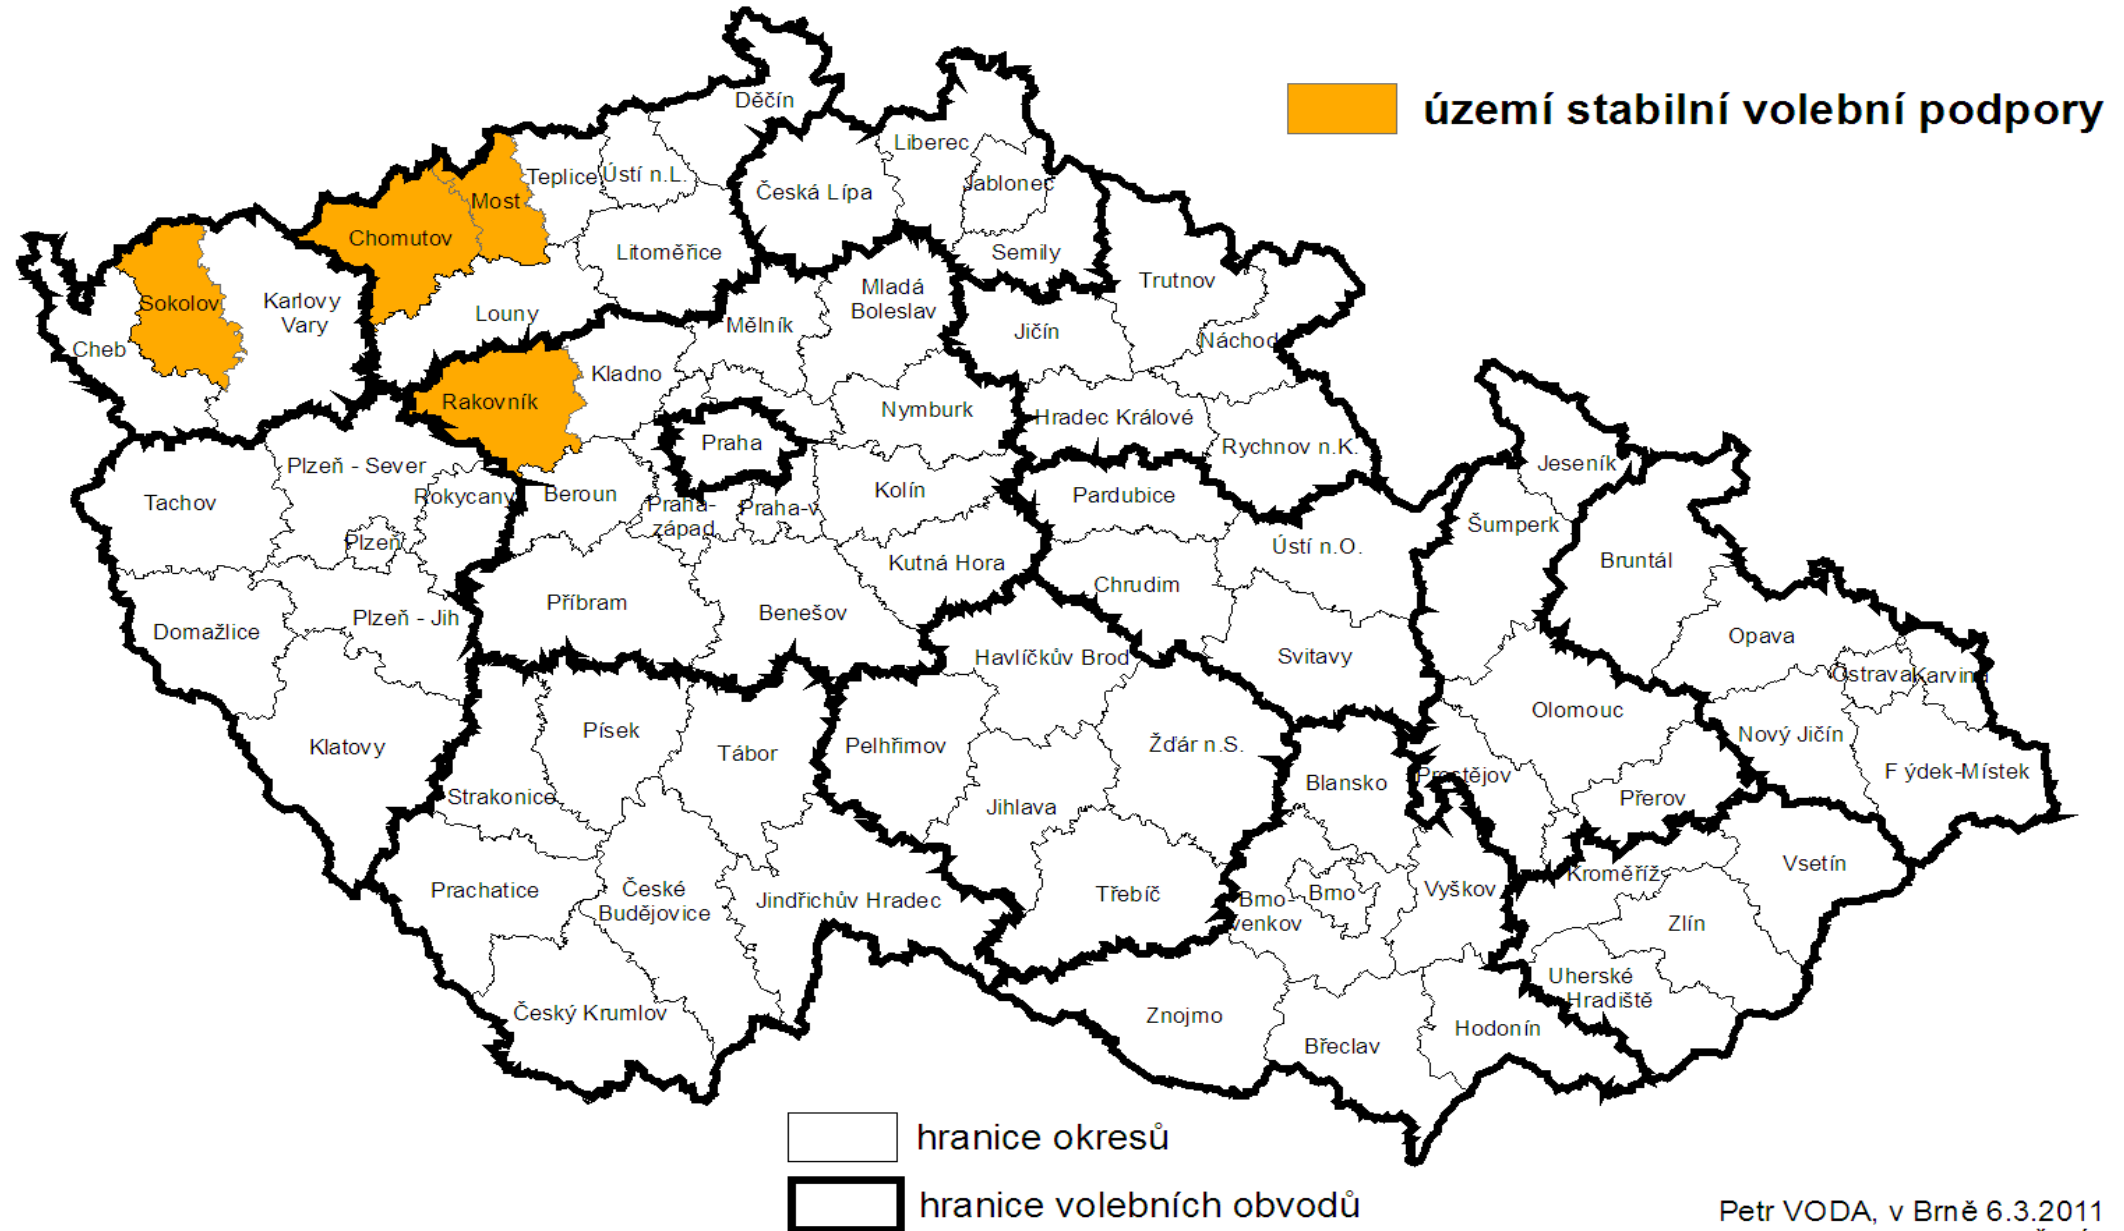 Děčín
území stabilní volební podpory
Liberec
Teplice
Ústí n.L.
Jablonec
Česká Lípa
Most
Chomutov
Litoměřice
Semily
Trutnov
Sokolov
Karlovy
Vary
Mladá
Boleslav
Louny
Mělník
Jičín
Náchod
Cheb
Kladno
Rakovník
Nymburk
Hradec Králové
Praha
Rychnov n.K.
Plzeň - Sever
Jeseník
Tachov
Rokycany
Beroun
Kolín
Pardubice
Praha-
západ
Praha-v
Šumperk
Plzeň
Ústí n.O.
Kutná Hora
Bruntál
Chrudim
Příbram
Benešov
Plzeň - Jih
Domažlice
Opava
Havlíčkův Brod
Svitavy
Ostrava
Karviná
Olomouc
Písek
Nový Jičín
Klatovy
Tábor
Pelhřimov
Žďár n.S.
F ýdek-Místek
Blansko
Prostějov
Strakonice
Přerov
Jihlava
Vsetín
Kroměříž
Prachatice
České
Budějovice
Jindřichův Hradec
Třebíč
Brno-
venkov
Brno
Vyškov
Zlín
Uherské
Hradiště
Český Krumlov
Znojmo
Hodonín
Břeclav
hranice okresů
hranice volebních obvodů
Petr VODA, v Brně 6.3.2011